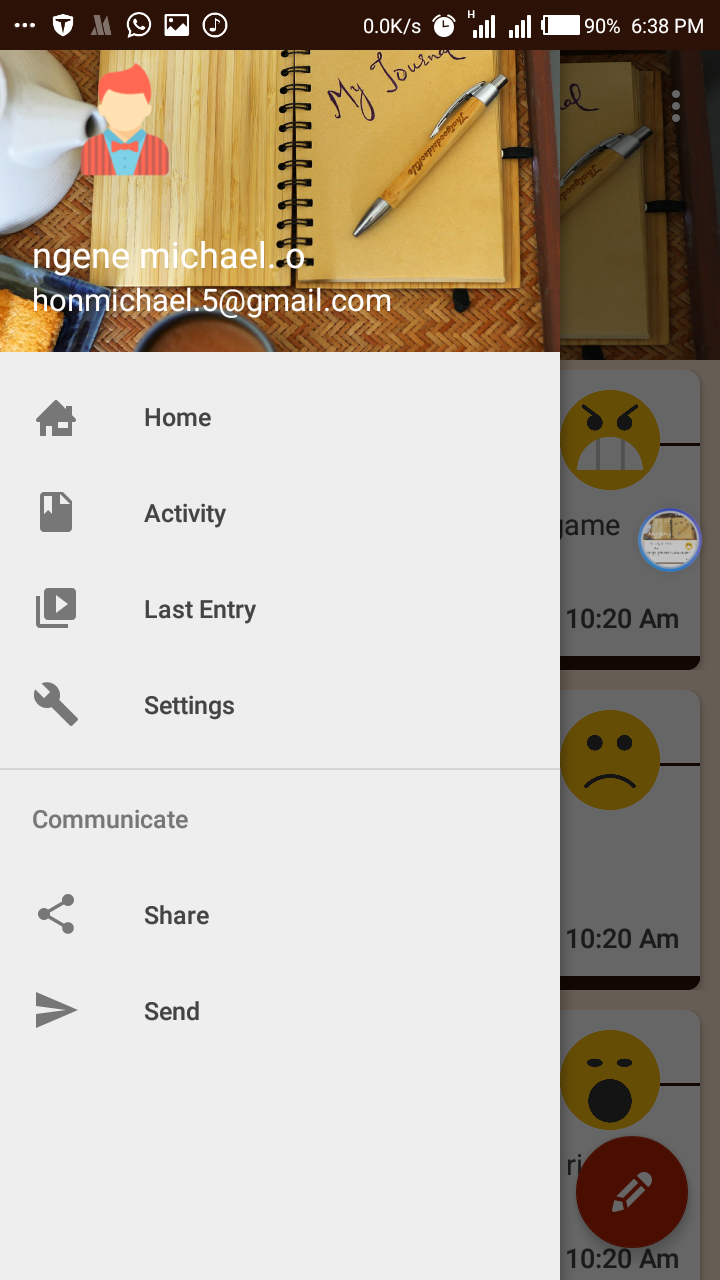 0.0K/s H 90% 6:38 PM
My Journal
Thatgoodeidealife
ngene michael. o
honmichael.5@gmail.com
Home
Activity
game
Last Entry
10:20 Am
Settings
Communicate
Share
10:20 Am
Send
ri
10:20 Am